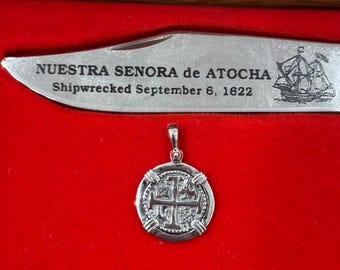 NUESTRA SENORA de ATOCHA
Shipwrecked September 6, 1622